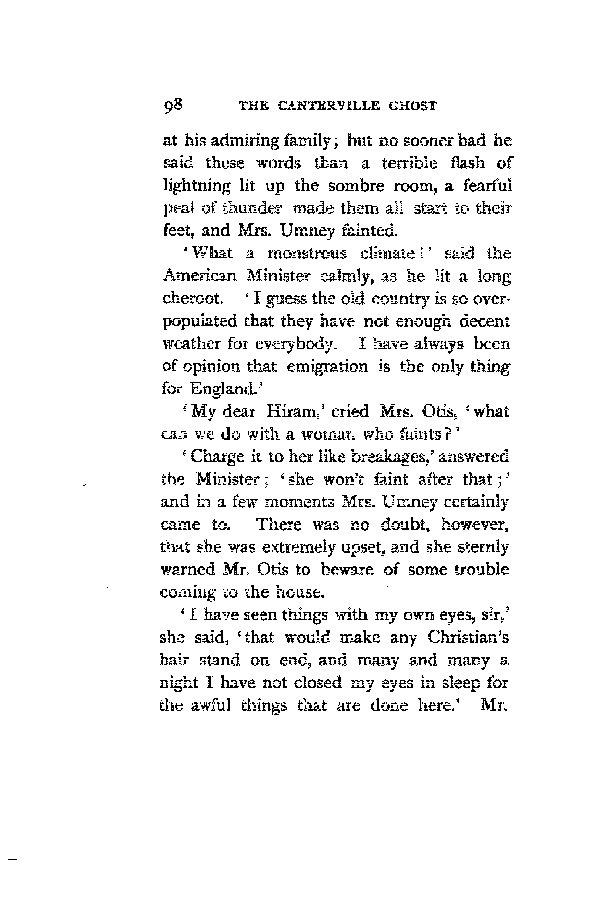 98 THE CANTERVILLE GHOST
at his admiring family; but no sooner had he
said these words than a terrible flash of
lightning lit up the sombre room, a fearful
peal of thunder made them all start to their
feet, and Mrs. Umney fainted.
‘What a monstrous climate!’ said the
American Minister calmly, as he lit a long
cheroot. ‘I guess the old country is so over-
populated that they have not enough decent
weather for everybody. I have always been
of opinion that emigration is the only thing
for England.’
‘My dear Hiram,’ cried Mrs. Otis, ‘what
can we do with a woman who faints?’
‘Charge it to her like breakages,’ answered
the Minister; ‘she won’t faint after that;’
and in a few moments Mrs. Umney certainly
came to. There was no doubt, however,
that she was extremely upset, and she sternly
warned Mr. Otis to beware of some trouble
coming to the house.
‘I have seen things with my own eyes, sir,’
she said, ‘that would make any Christian’s
hair stand on end, and many and many a
night I have not closed my eyes in sleep for
the awful things that are done here.’ Mr.